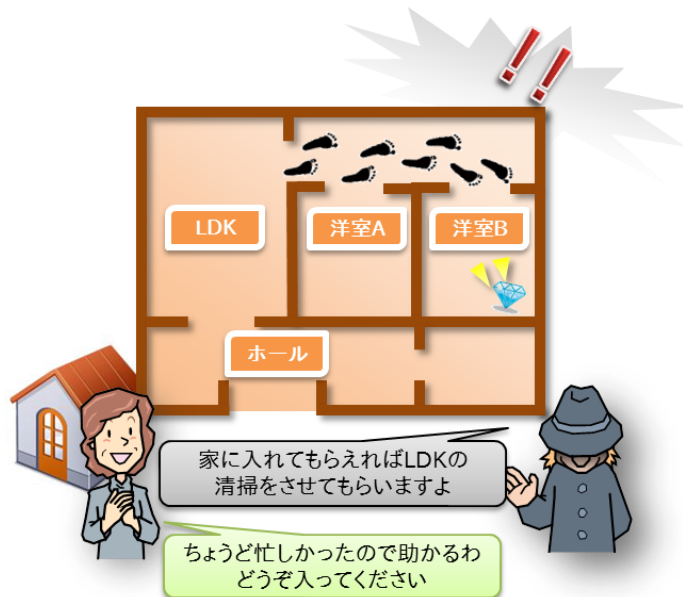 !!
LDK
洋室A
洋室B
ホール
家に入れてもらえればLDKの
清掃をさせてもらいますよ
ちょうど忙しかったので助かるわ
どうぞ入ってください